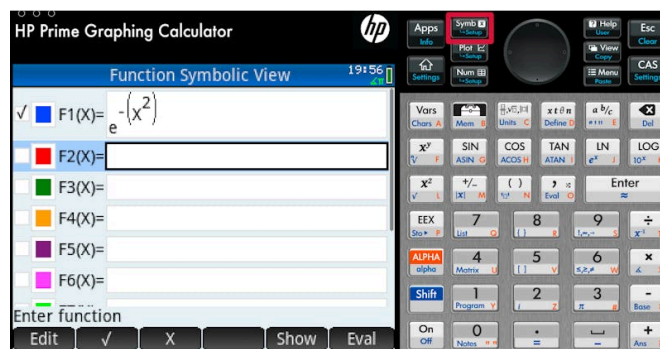 HP Prime Graphing Calculator
hp
Function Symbolic View 19:56
√ F1(X)= e^-(x^2)
F2(X)=
F3(X)=
F4(X)=
F5(X)=
F6(X)=
Enter function
Edit √ X Show Eval
Apps Info
Symb Setup
Plot Setup
Num Setup
Settings
Help User
View Copy
Menu Paste
Esc Clear
CAS Settings
Vars Chars A
Mem B
Units C
x t θ n Define D
a b/c E
Del
x^y F
SIN ASIN G
COS ACOS H
TAN ATAN I
LN e^x J
LOG 10^x
x² √ L
+/- |x| M
( ) N
, Eval O
Enter ≈
EEX Sto▸ P
7 List Q
8 { } R
9 S
÷ x⁻¹
ALPHA alpha
4 Matrix U
5 [ ] V
6 ≤,≥,≠ W
× ∡
Shift
1 Program Y
2 i Z
3 π #
- Base
On Off
0 Notes " "
. =
_
+ Ans